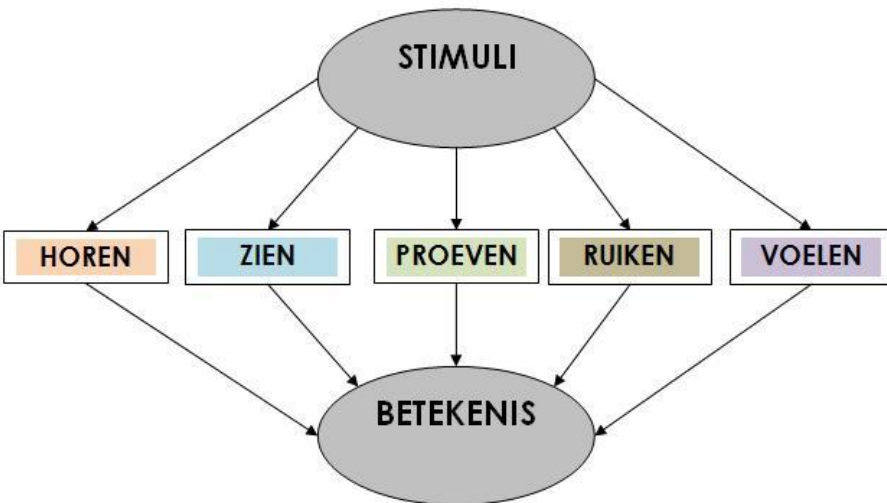 STIMULI
HOREN
ZIEN
PROEVEN
RUIKEN
VOELEN
BETEKENIS